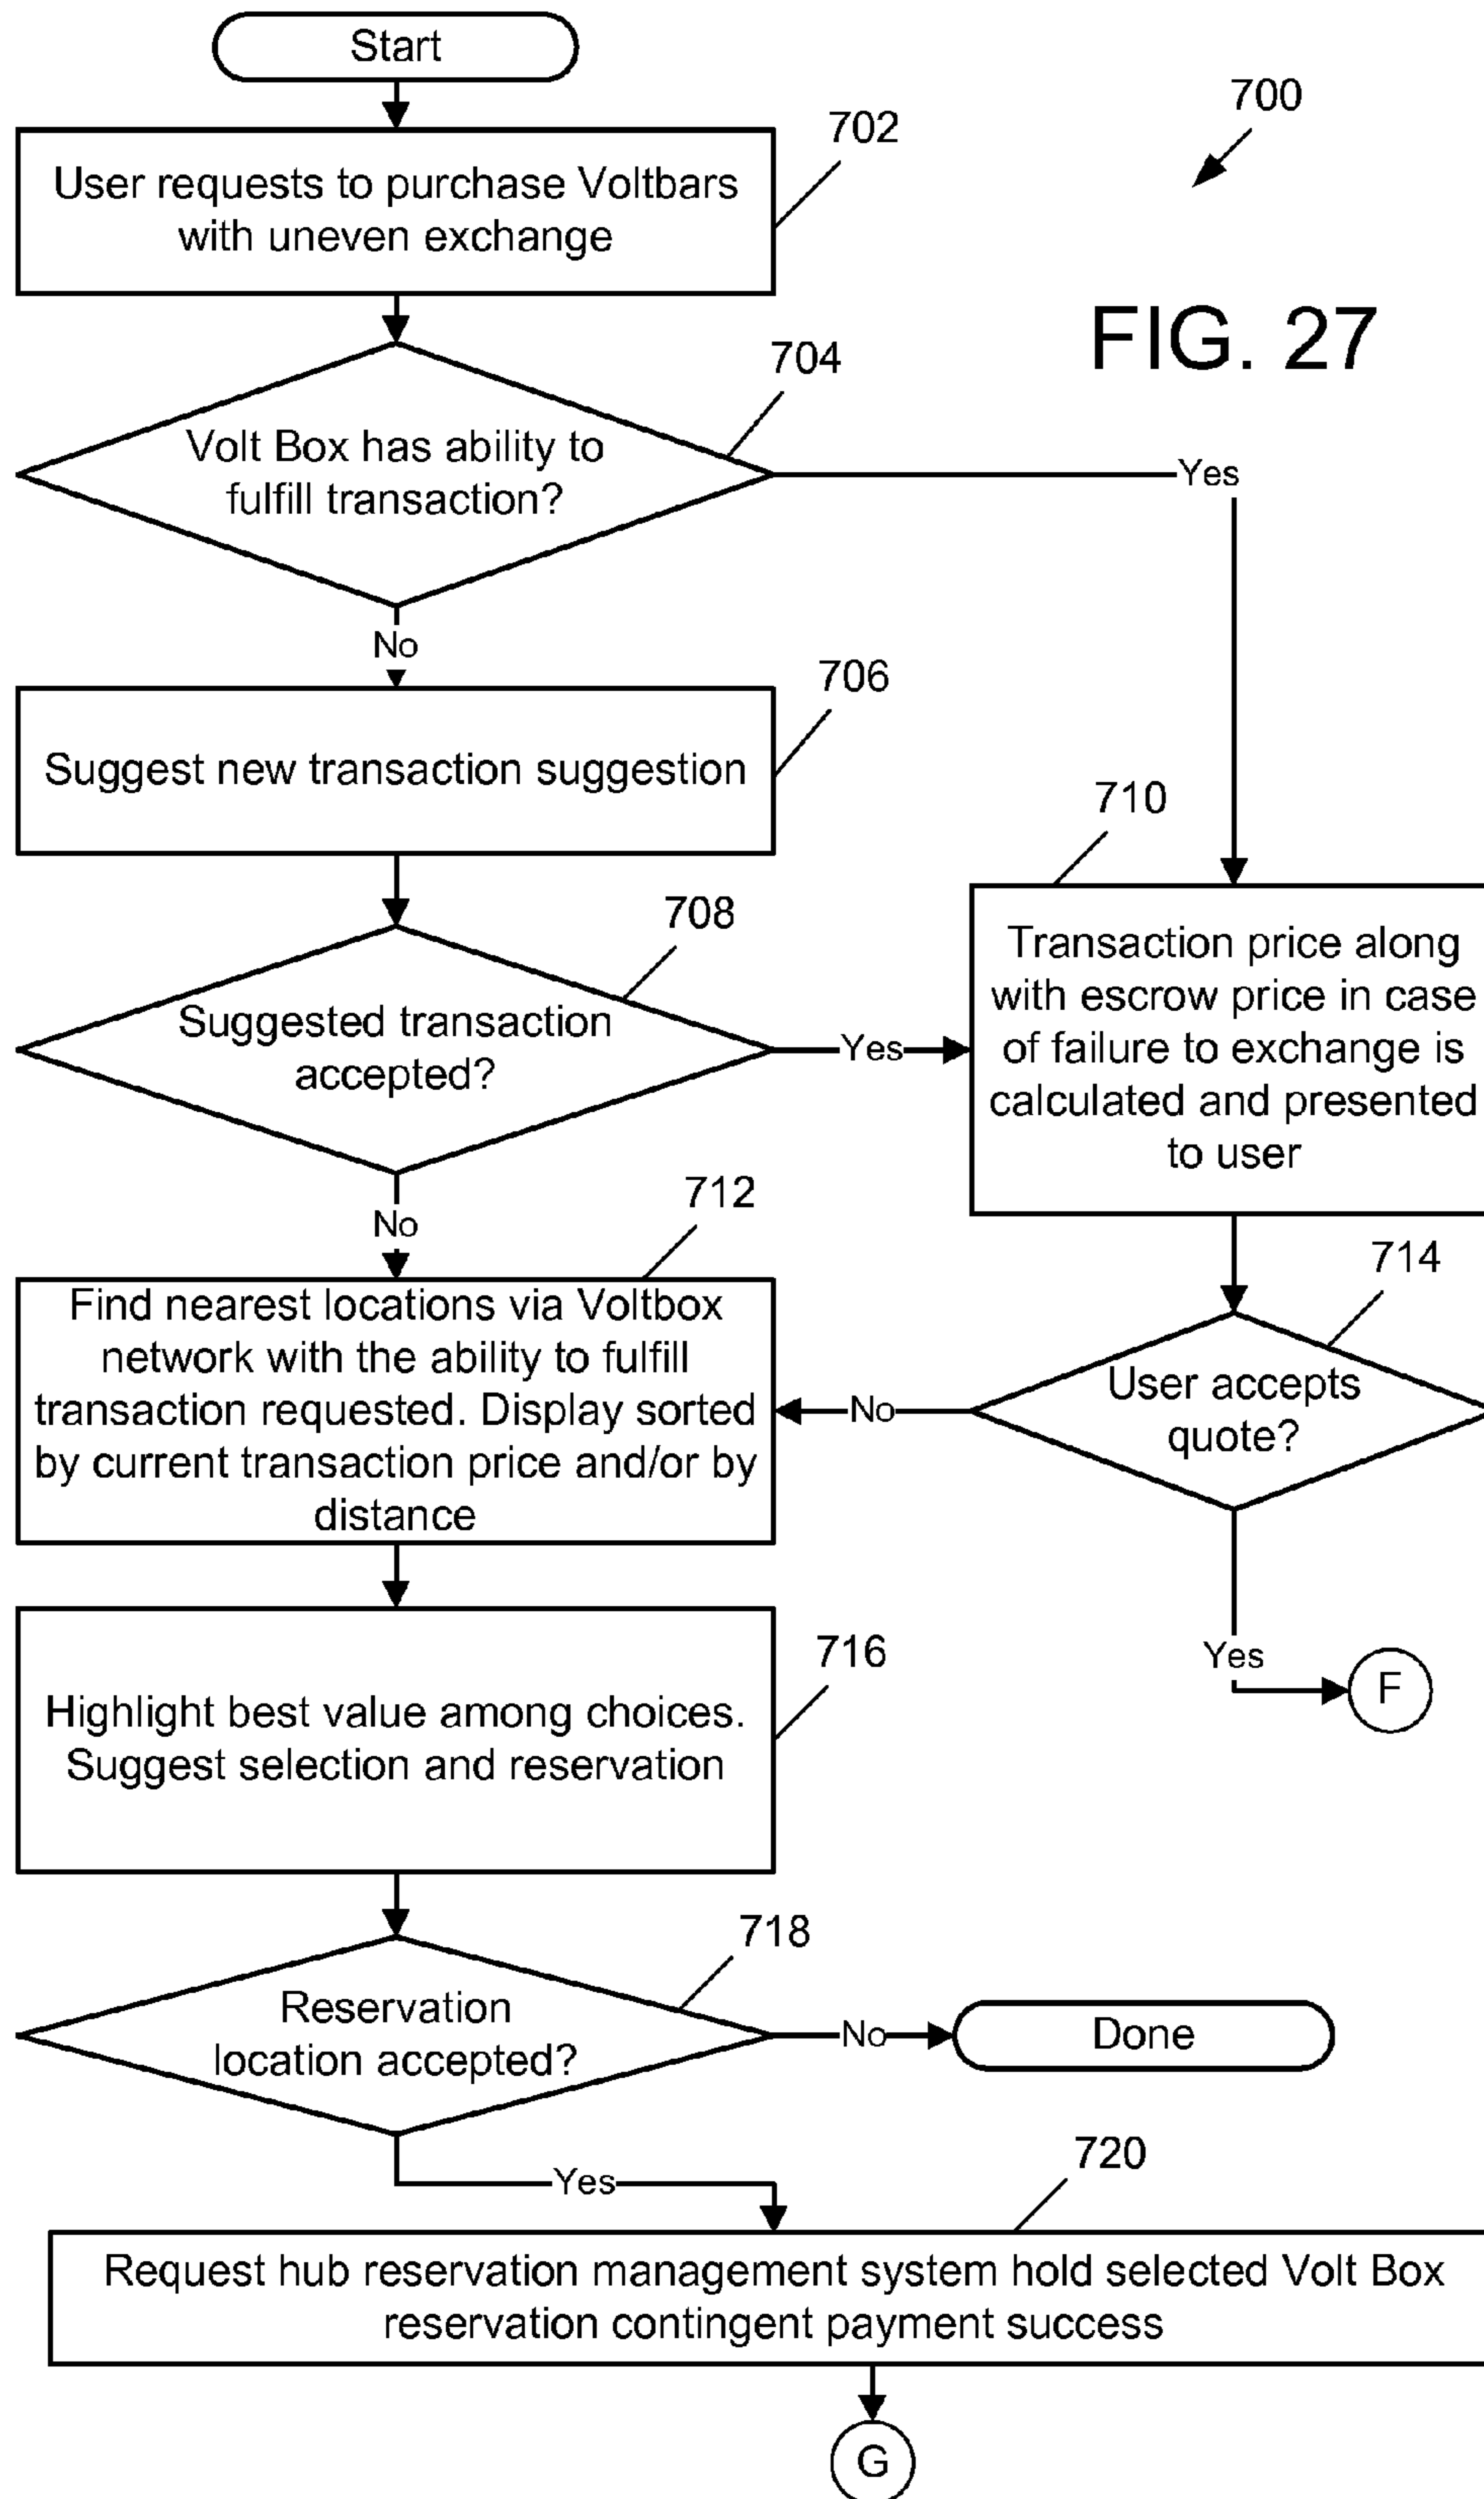 Start
700
702
User requests to purchase Voltbars
with uneven exchange
FIG. 27
704
Volt Box has ability to
fulfill transaction?
Yes
No
706
Suggest new transaction suggestion
710
708
Transaction price along
with escrow price in case
of failure to exchange is
calculated and presented
to user
Suggested transaction
accepted?
Yes
No
712
714
Find nearest locations via Voltbox
network with the ability to fulfill
transaction requested. Display sorted
by current transaction price and/or by
distance
User accepts
quote?
No
Yes
F
716
Highlight best value among choices.
Suggest selection and reservation
718
Reservation
location accepted?
No
Done
Yes
720
Request hub reservation management system hold selected Volt Box
reservation contingent payment success
G